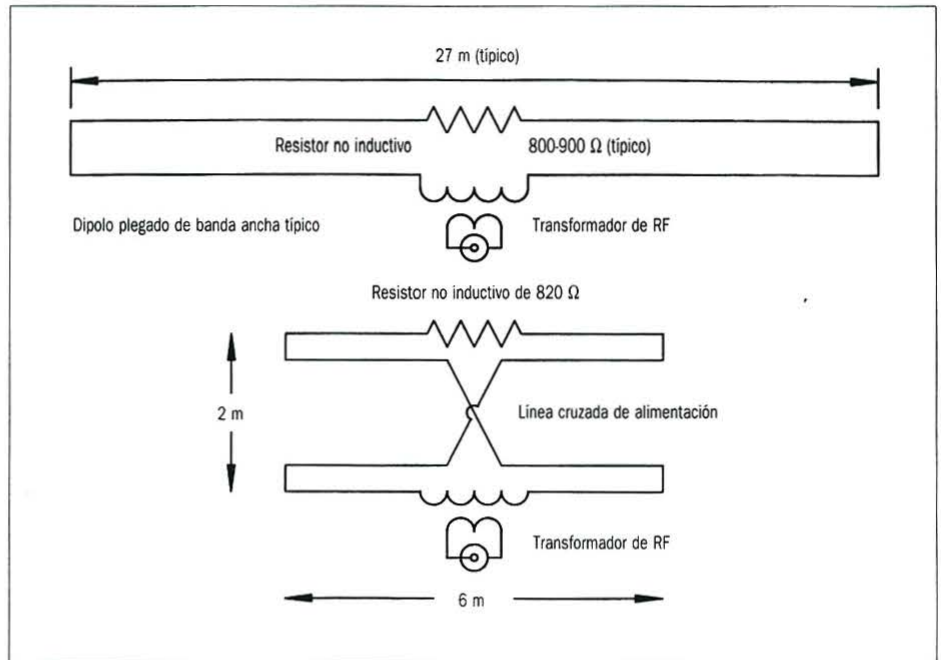 27 m (típico)
Resistor no inductivo 800-900 Ω (típico)
Dipolo plegado de banda ancha típico
Transformador de RF
Resistor no inductivo de 820 Ω
2 m
Línea cruzada de alimentación
Transformador de RF
6 m